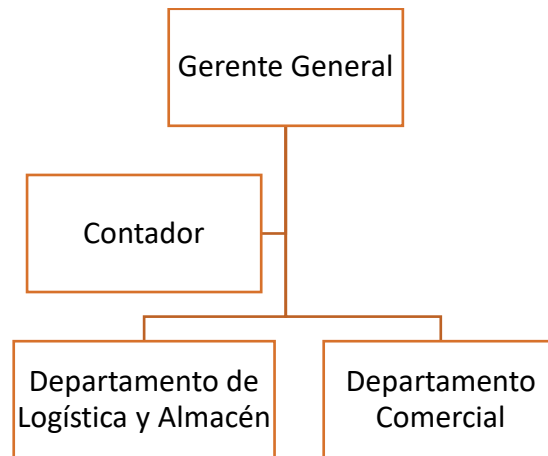 Gerente General
Contador
Departamento de
Logística y Almacén
Departamento
Comercial